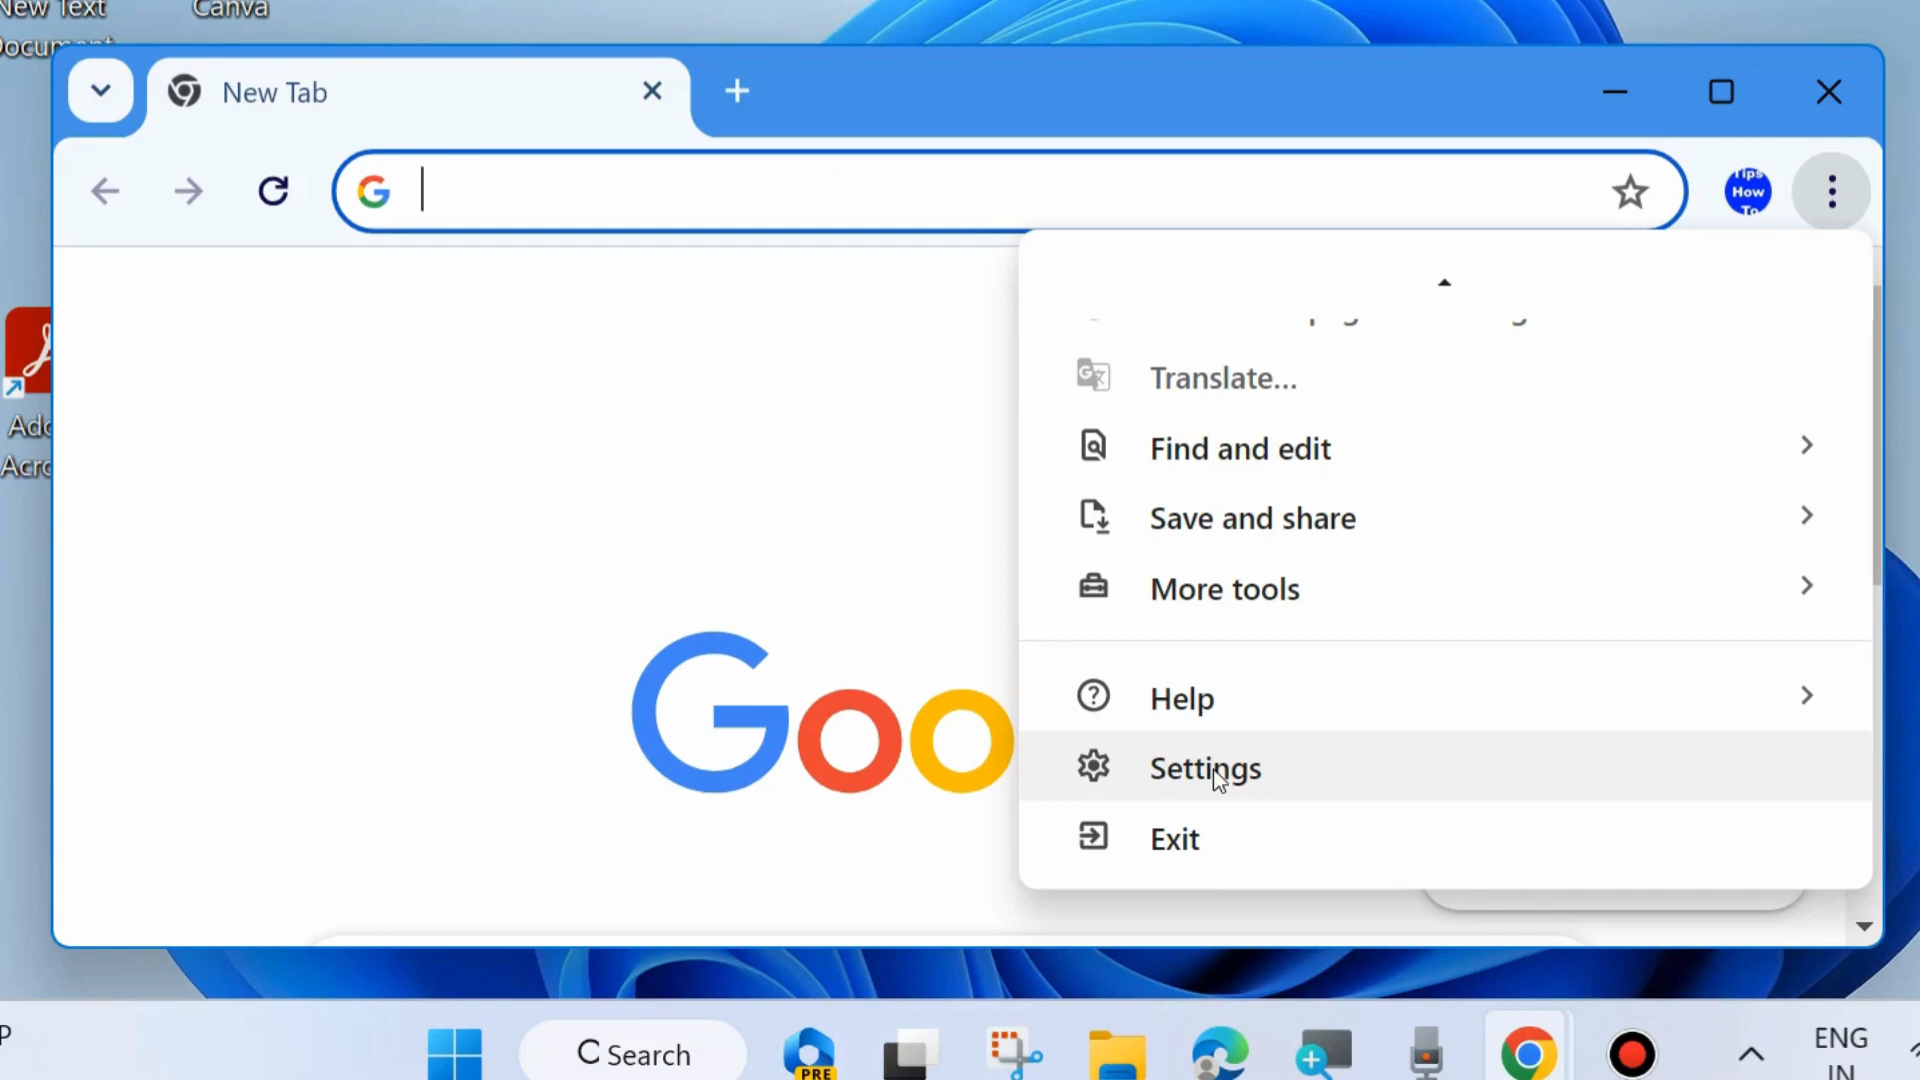 New Text
Canva
New Tab
Tips
How
To
Translate...
Find and edit
Save and share
More tools
Help
Settings
Exit
Goo
Search
PRE
ENG
IN